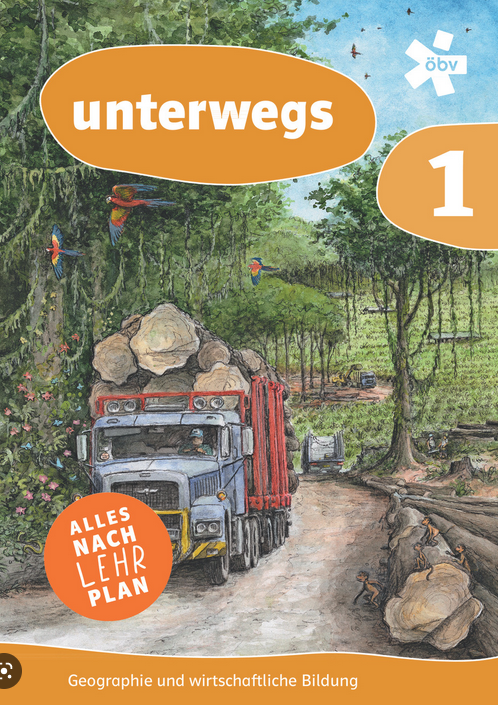 öbv
unterwegs
1
ALLES
NACH
LEHR
PLAN
Geographie und wirtschaftliche Bildung